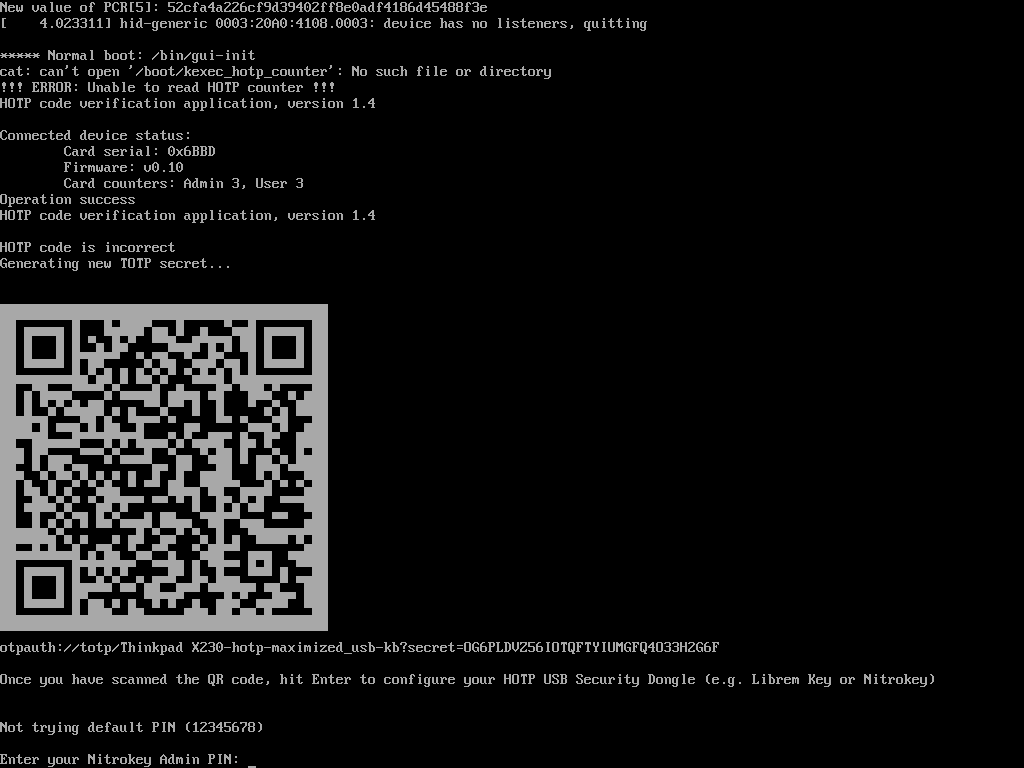 New value of PCR[5]: 52cfa4a226cf9d39402ff8e0adf4186d45488f3e
[    4.023311] hid-generic 0003:20A0:4108.0003: device has no listeners, quitting
***** Normal boot: /bin/gui-init
cat: can't open '/boot/kexec_hotp_counter': No such file or directory
!!! ERROR: Unable to read HOTP counter !!!
HOTP code verification application, version 1.4
Connected device status:
Card serial: 0x6BBD
Firmware: v0.10
Card counters: Admin 3, User 3
Operation success
HOTP code verification application, version 1.4
HOTP code is incorrect
Generating new TOTP secret...
otpauth://totp/Thinkpad X230-hotp-maximized_usb-kb?secret=OG6PLDVZ56IOTQFTYIUMGFQ4O33H2G6F
Once you have scanned the QR code, hit Enter to configure your HOTP USB Security Dongle (e.g. Librem Key or Nitrokey)
Not trying default PIN (12345678)
Enter your Nitrokey Admin PIN: _